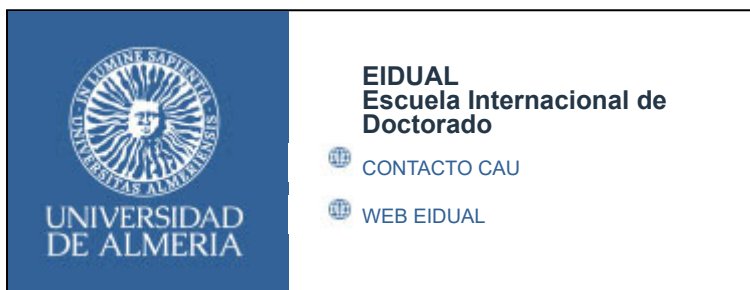 IN LUMINE SAPIENTIA
UNIVERSITAS ALMERIENSIS
UNIVERSIDAD
DE ALMERIA
EIDUAL
Escuela Internacional de
Doctorado
CONTACTO CAU
WEB EIDUAL